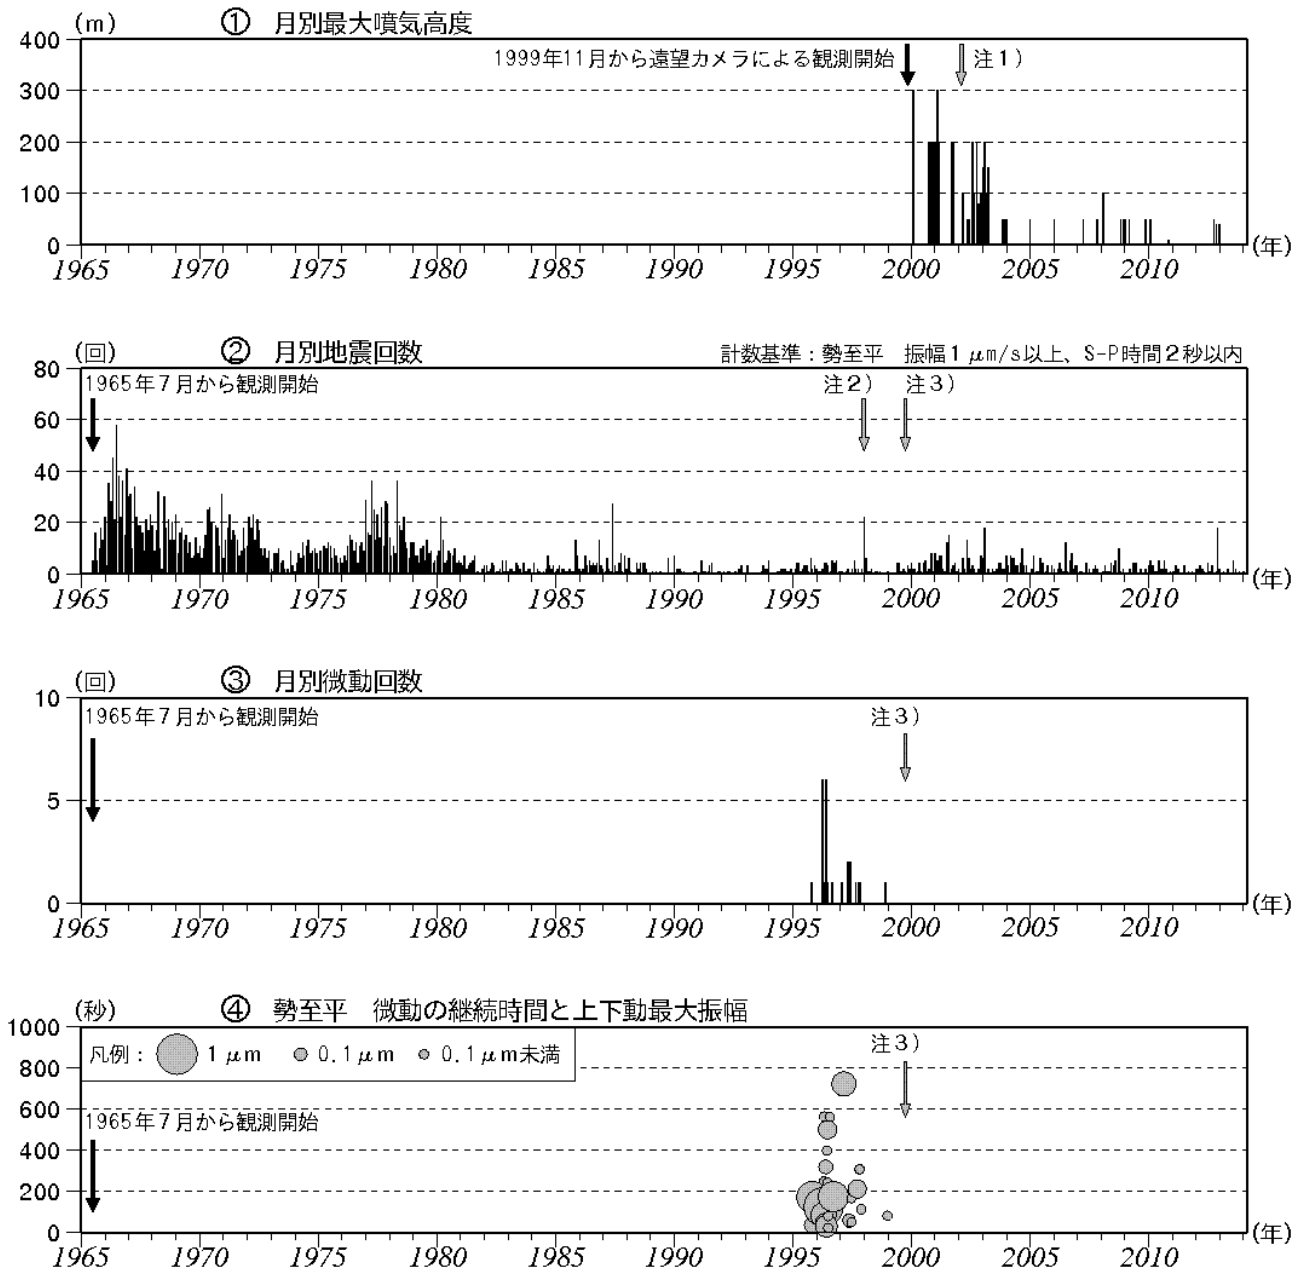 (m) ① 月別最大噴気高度
400
1999年11月から遠望カメラによる観測開始 注1)
300
200
100
0
1965 1970 1975 1980 1985 1990 1995 2000 2005 2010 (年)
(回) ② 月別地震回数 計数基準：勢至平 振幅1μm/s以上、S-P時間2秒以内
80
1965年7月から観測開始 注2) 注3)
60
40
20
0
1965 1970 1975 1980 1985 1990 1995 2000 2005 2010 (年)
(回) ③ 月別微動回数
10
1965年7月から観測開始 注3)
5
0
1965 1970 1975 1980 1985 1990 1995 2000 2005 2010 (年)
(秒) ④ 勢至平 微動の継続時間と上下動最大振幅
1000
凡例： 1μm 0.1μm 0.1μm未満 注3)
800
600
1965年7月から観測開始
400
200
0
1965 1970 1975 1980 1985 1990 1995 2000 2005 2010 (年)